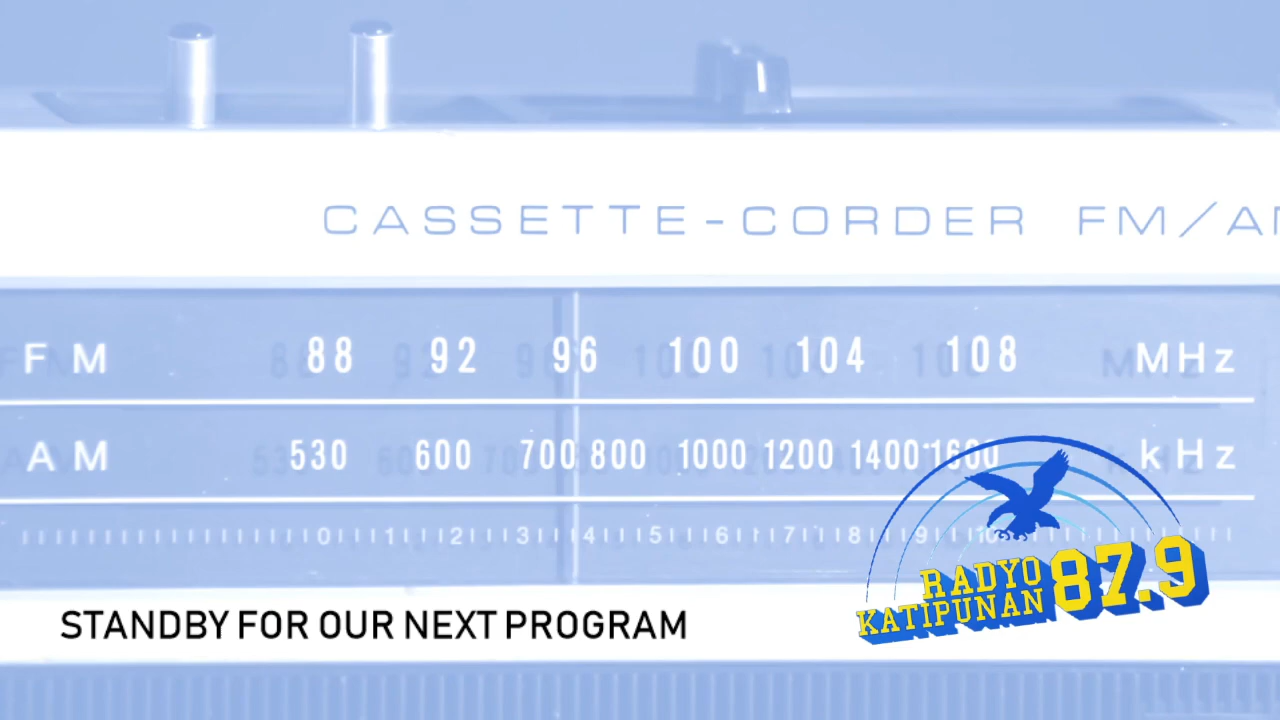 CASSETTE-CORDER FM/AM
FM 88 92 96 100 104 108 MHz
AM 530 600 700 800 1000 1200 1400 1600 kHz
0 1 2 3 4 5 6 7 8 9 10
RADYO
KATIPUNAN 87.9
STANDBY FOR OUR NEXT PROGRAM